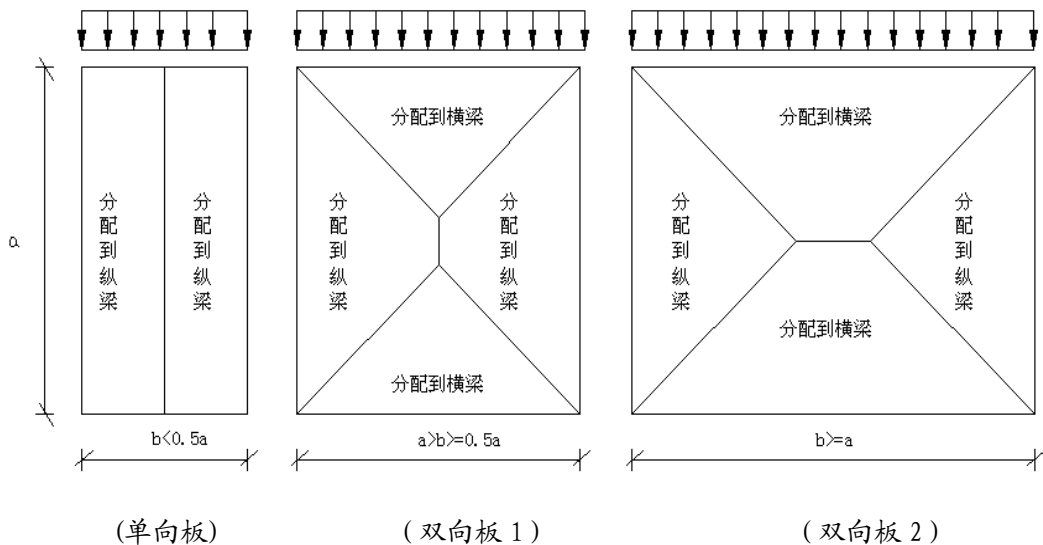 分配到横梁
分配到横梁
分配到纵梁
分配到纵梁
分配到纵梁
分配到纵梁
分配到纵梁
分配到纵梁
a
分配到横梁
分配到横梁
b<0.5a
a>b>=0.5a
b>=a
(单向板)
(双向板1)
(双向板2)